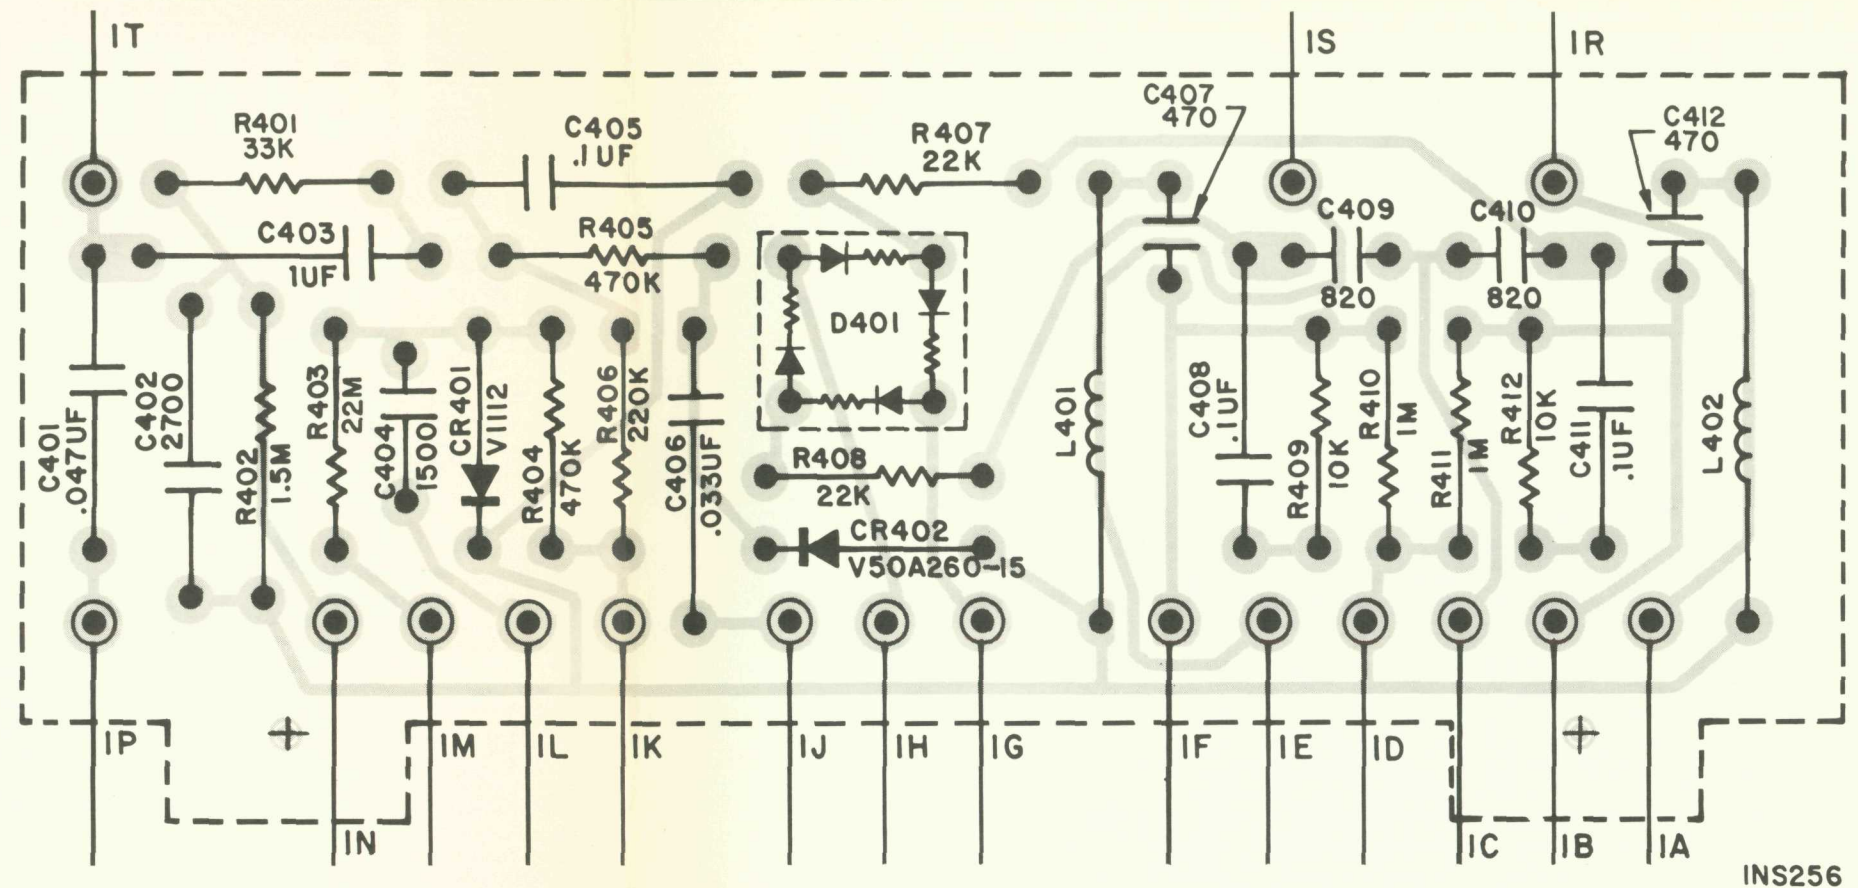 IT
IS
IR
R401
33K
C405
.1UF
R407
22K
C407
470
C412
470
C403
1UF
R405
470K
C409
820
C410
820
D401
C401
.047UF
C402
2700
R402
1.5M
R403
22M
C404
1500
CR401
V112
R404
470K
R406
220K
C406
.033UF
R408
22K
CR402
V50A260-15
L401
C408
.1UF
R409
10K
R410
1M
R411
1M
R412
10K
C411
.1UF
L402
IP
IN
IM
IL
IK
IJ
IH
IG
IF
IE
ID
IC
IB
IA
INS256